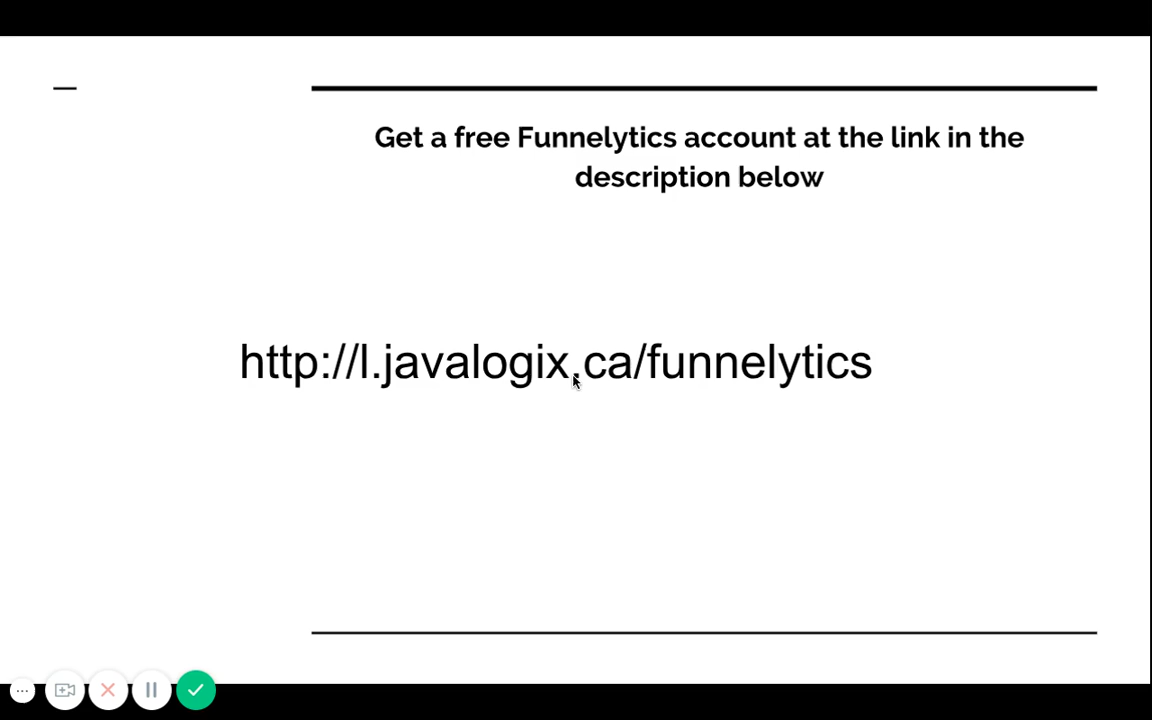 Get a free Funnelytics account at the link in the
description below
http://l.javalogix.ca/funnelytics